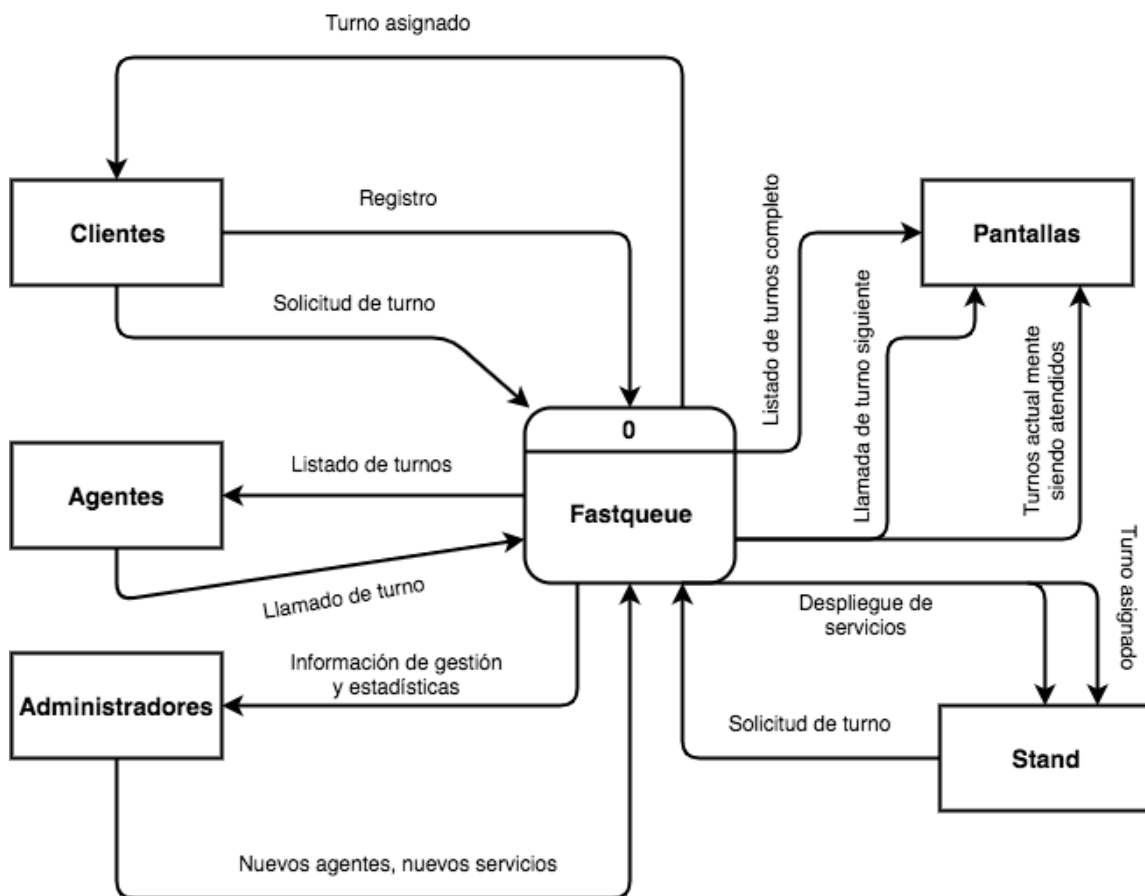 Turno asignado
Clientes
Registro
Solicitud de turno
Pantallas
Listado de turnos completo
Llamada de turno siguiente
Turnos actual mente
siendo atendidos
0
Fastqueue
Agentes
Listado de turnos
Llamado de turno
Administradores
Información de gestión
y estadísticas
Despliegue de
servicios
Turno asignado
Solicitud de turno
Stand
Nuevos agentes, nuevos servicios